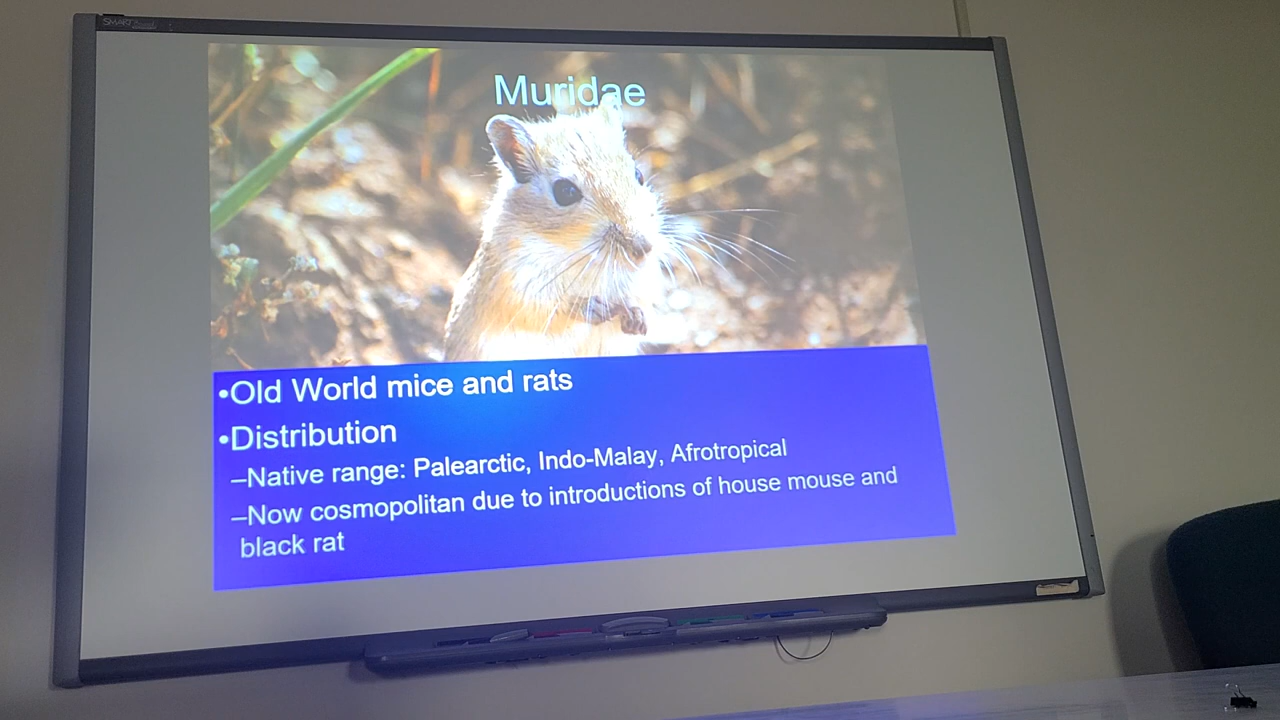 SMART
Muridae
•Old World mice and rats
•Distribution
–Native range: Palearctic, Indo-Malay, Afrotropical
–Now cosmopolitan due to introductions of house mouse and
black rat